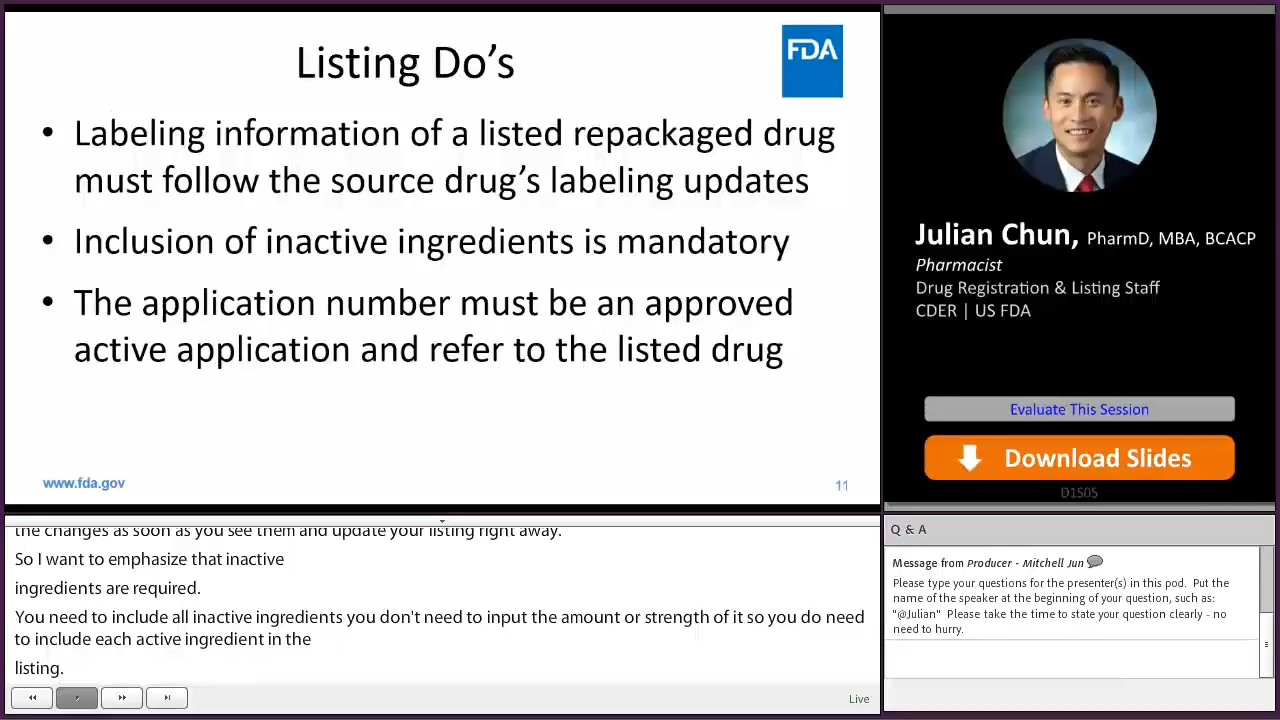 Listing Do's
FDA
• Labeling information of a listed repackaged drug
must follow the source drug's labeling updates
• Inclusion of inactive ingredients is mandatory
• The application number must be an approved
active application and refer to the listed drug
www.fda.gov
11
Julian Chun, PharmD, MBA, BCACP
Pharmacist
Drug Registration & Listing Staff
CDER | US FDA
Evaluate This Session
Download Slides
D1S05
the changes as soon as you see them and update your listing right away.
So I want to emphasize that inactive
ingredients are required.
You need to include all inactive ingredients you don't need to input the amount or strength of it so you do need
to include each active ingredient in the
listing.
Live
Q & A
Message from Producer - Mitchell Jun
Please type your questions for the presenter(s) in this pod. Put the
name of the speaker at the beginning of your question, such as:
"@Julian" Please take the time to state your question clearly - no
need to hurry.